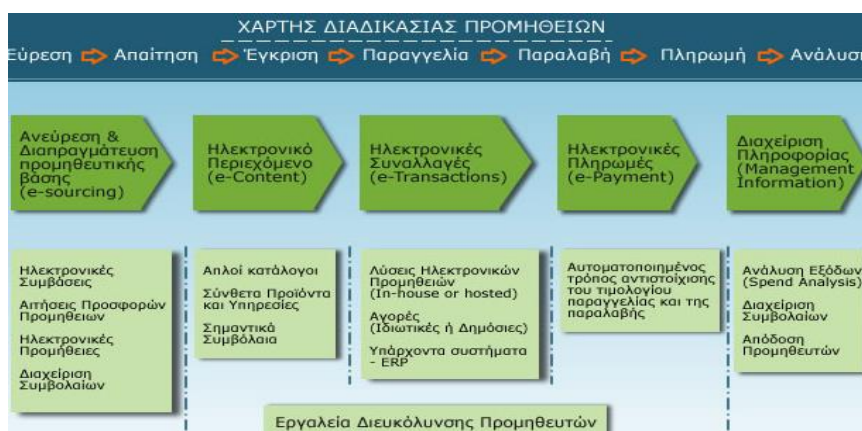 ΧΑΡΤΗΣ ΔΙΑΔΙΚΑΣΙΑΣ ΠΡΟΜΗΘΕΙΩΝ
Εύρεση ⇨ Απαίτηση ⇨ Έγκριση ⇨ Παραγγελία ⇨ Παραλαβή ⇨ Πληρωμή ⇨ Ανάλυση
Ανεύρεση &
Διαπραγμάτευση
προμηθευτικής
βάσης
(e-sourcing)
Ηλεκτρονικό
Περιεχόμενο
(e-Content)
Ηλεκτρονικές
Συναλλαγές
(e-Transactions)
Ηλεκτρονικές
Πληρωμές
(e-Payment)
Διαχείριση
Πληροφορίας
(Management
Information)
Ηλεκτρονικές
Συμβάσεις
Αιτήσεις Προσφορών
Προμηθειων
Ηλεκτρονικές
Προμήθειες
Διαχείριση
Συμβολαίων
Απλοί κατάλογοι
Σύνθετα Προϊόντα
και Υπηρεσίες
Σημαντικά
Συμβόλαια
Λύσεις Ηλεκτρονικών
Προμηθειών
(In-house or hosted)
Αγορές
(Ιδιωτικές ή Δημόσιες)
Υπάρχοντα συστήματα
- ERP
Αυτοματοποιημένος
τρόπος αντιστοίχισης
του τιμολογίου
παραγγελίας και της
παραλαβής
Ανάλυση Εξόδων
(Spend Analysis)
Διαχείριση
Συμβολαίων
Απόδοση
Προμηθευτών
Εργαλεία Διευκόλυνσης Προμηθευτών